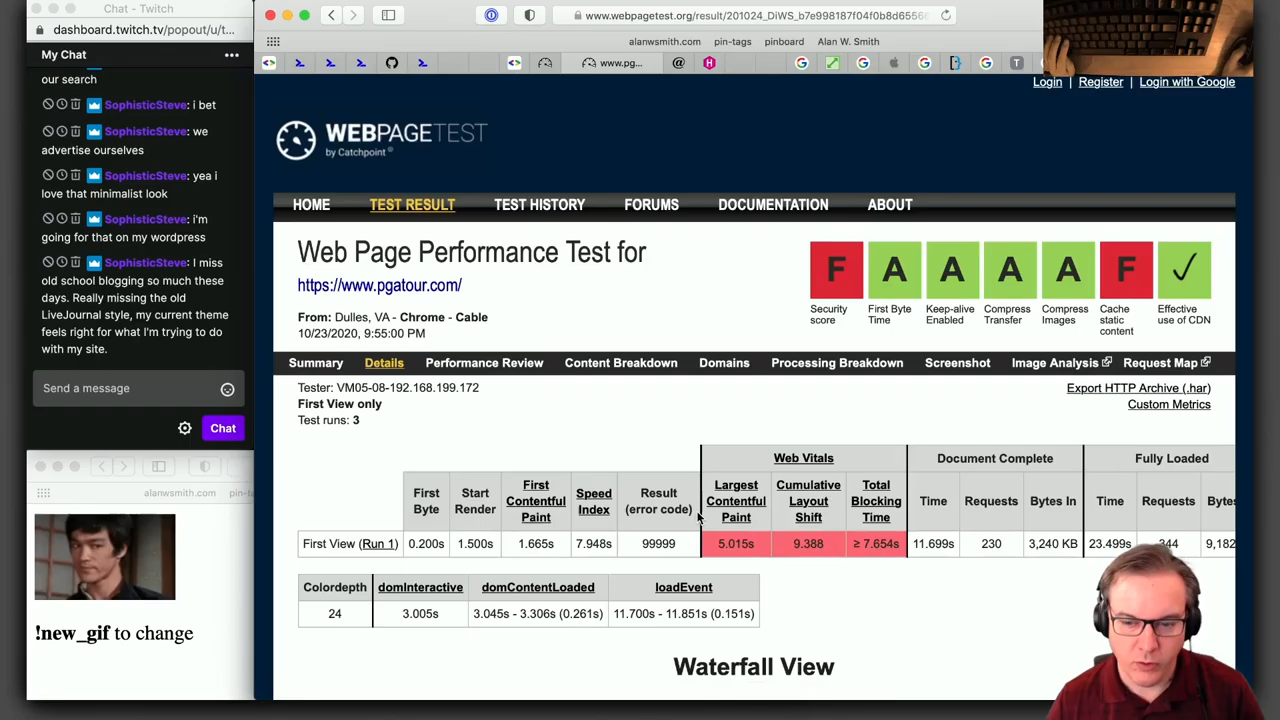 Chat - Twitch
dashboard.twitch.tv/popout/u/t...
My Chat
our search
SophisticSteve: i bet
SophisticSteve: we
advertise ourselves
SophisticSteve: yea i
love that minimalist look
SophisticSteve: i'm
going for that on my wordpress
SophisticSteve: I miss
old school blogging so much these
days. Really missing the old
LiveJournal style, my current theme
feels right for what I'm trying to do
with my site.
Send a message
Chat
alanwsmith.com
pin-t
!new_gif to change
www.webpagetest.org/result/201024_DiWS_b7e998187f04f0b8d6556
alanwsmith.com pin-tags pinboard Alan W. Smith
www.pg...
Login | Register | Login with Google
WEBPAGETEST
by Catchpoint
HOME TEST RESULT TEST HISTORY FORUMS DOCUMENTATION ABOUT
Web Page Performance Test for
https://www.pgatour.com/
From: Dulles, VA - Chrome - Cable
10/23/2020, 9:55:00 PM
F A A A A F ✓
Security score First Byte Time Keep-alive Enabled Compress Transfer Compress Images Cache static content Effective use of CDN
Summary Details Performance Review Content Breakdown Domains Processing Breakdown Screenshot Image Analysis Request Map
Tester: VM05-08-192.168.199.172
First View only
Test runs: 3
Export HTTP Archive (.har)
Custom Metrics
Web Vitals Document Complete Fully Loaded
First Byte Start Render First Contentful Paint Speed Index Result (error code) Largest Contentful Paint Cumulative Layout Shift Total Blocking Time Time Requests Bytes In Time Requests Bytes
First View (Run 1) 0.200s 1.500s 1.665s 7.948s 99999 5.015s 9.388 ≥ 7.654s 11.699s 230 3,240 KB 23.499s 344 9,182
Colordepth domInteractive domContentLoaded loadEvent
24 3.005s 3.045s - 3.306s (0.261s) 11.700s - 11.851s (0.151s)
Waterfall View